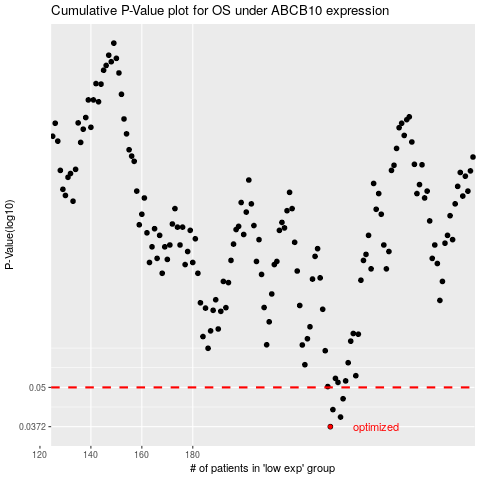 Cumulative P-Value plot for OS under ABCB10 expression
P-Value(log10)
0.05
0.0372
optimized
120 140 160 180
# of patients in 'low exp' group